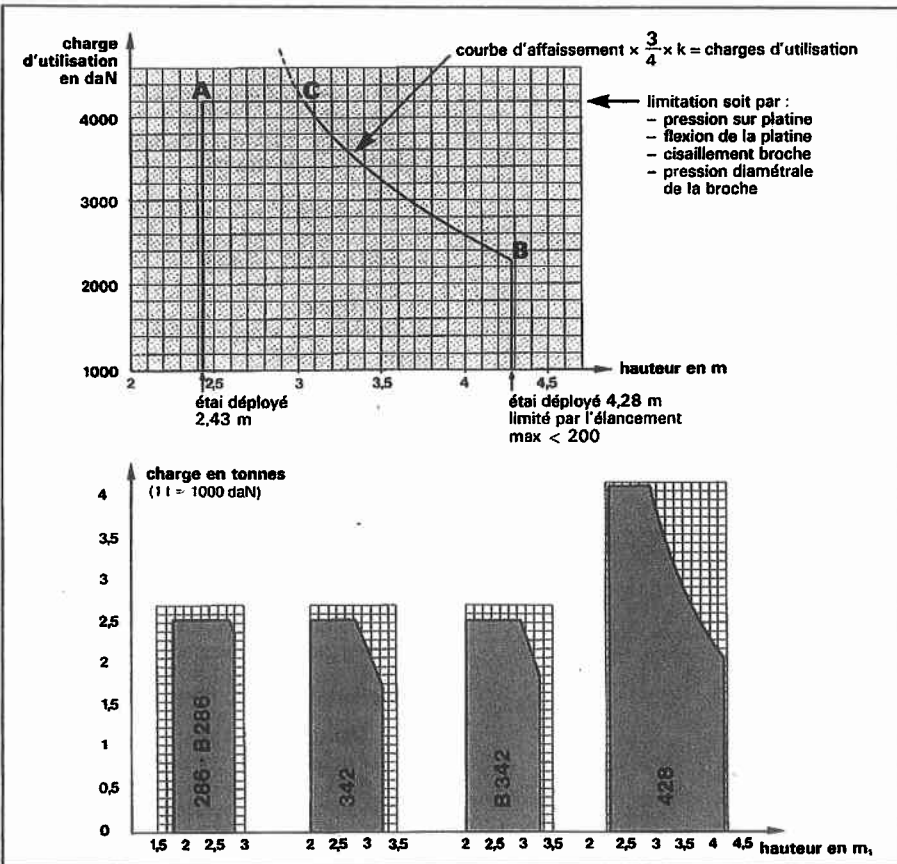 charge
d'utilisation
en daN
courbe d'affaissement × 3/4 × k = charges d'utilisation
A
C
B
limitation soit par :
– pression sur platine
– flexion de la platine
– cisaillement broche
– pression diamétrale
de la broche
4000
3000
2000
1000
2 2,5 3 3,5 4 4,5
hauteur en m
étai déployé
2,43 m
étai déployé 4,28 m
limité par l'élancement
max < 200
charge en tonnes
(1 t = 1000 daN)
4
3,5
3
2,5
2
1,5
1
0,5
0
286 · B286
342
B342
428
1,5 2 2,5 3 2 2,5 3 3,5 2 2,5 3 3,5 2 2,5 3 3,5 4 4,5 hauteur en m,